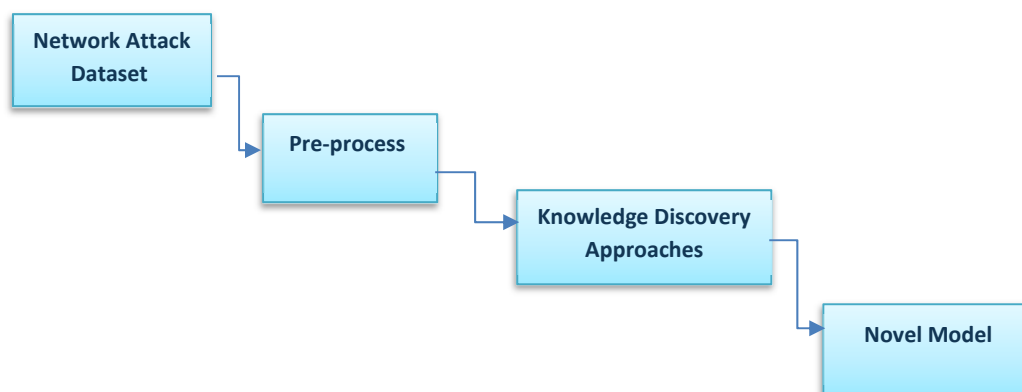 Network Attack
Dataset
Pre-process
Knowledge Discovery
Approaches
Novel Model